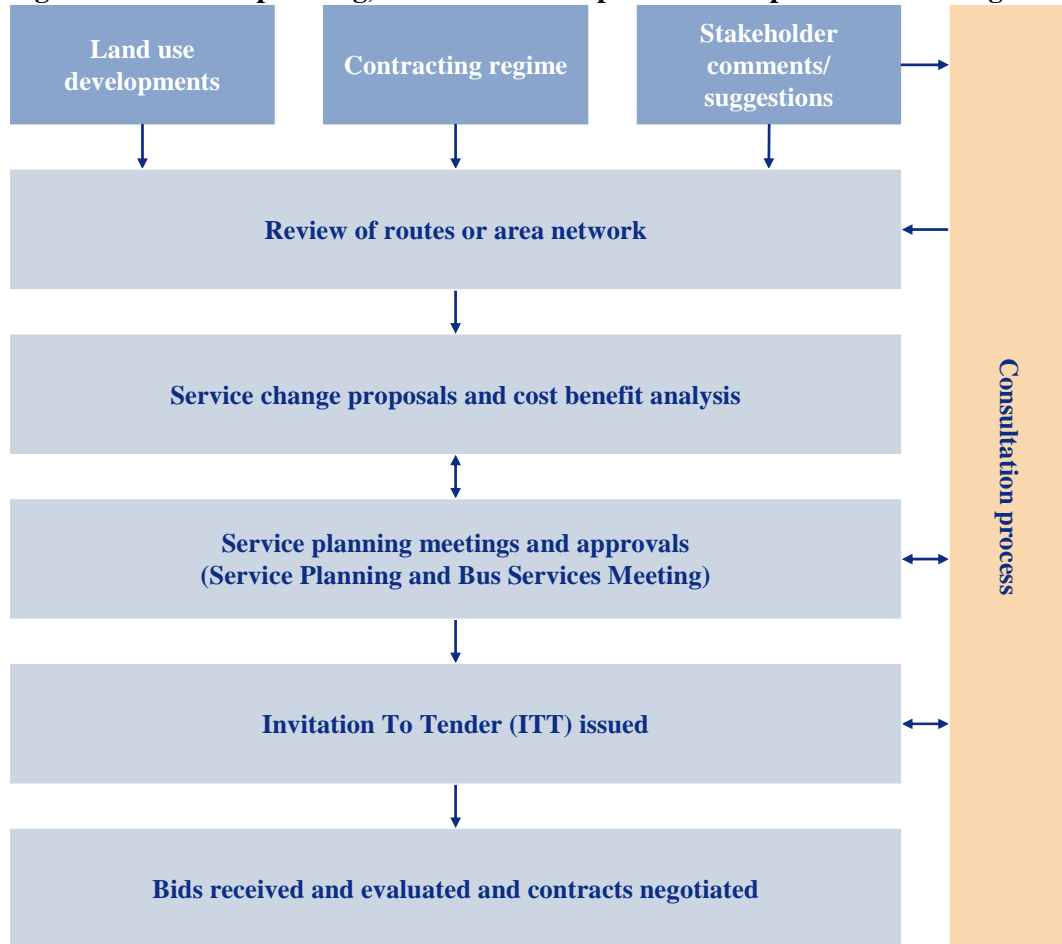 Land use
developments
Contracting regime
Stakeholder
comments/
suggestions
Review of routes or area network
Service change proposals and cost benefit analysis
Service planning meetings and approvals
(Service Planning and Bus Services Meeting)
Invitation To Tender (ITT) issued
Bids received and evaluated and contracts negotiated
Consultation process